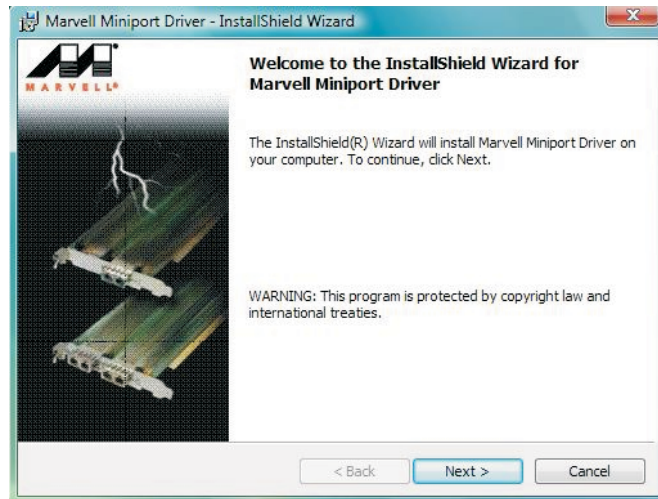 Marvell Miniport Driver - InstallShield Wizard
MARVELL®
Welcome to the InstallShield Wizard for
Marvell Miniport Driver
The InstallShield(R) Wizard will install Marvell Miniport Driver on
your computer. To continue, click Next.
WARNING: This program is protected by copyright law and
international treaties.
< Back
Next >
Cancel